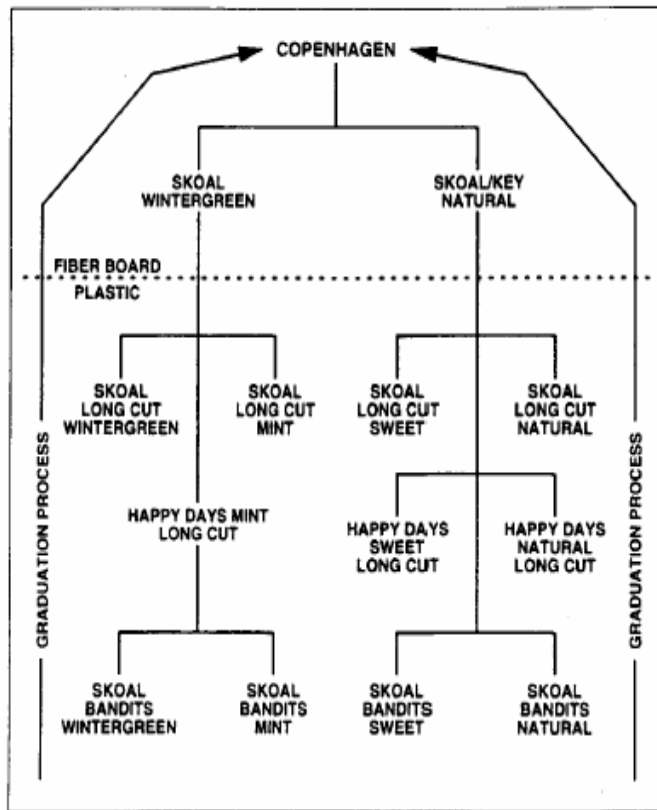 COPENHAGEN
SKOAL
WINTERGREEN
SKOAL/KEY
NATURAL
FIBER BOARD
PLASTIC
SKOAL
LONG CUT
WINTERGREEN
SKOAL
LONG CUT
MINT
SKOAL
LONG CUT
SWEET
SKOAL
LONG CUT
NATURAL
GRADUATION PROCESS
GRADUATION PROCESS
HAPPY DAYS MINT
LONG CUT
HAPPY DAYS
SWEET
LONG CUT
HAPPY DAYS
NATURAL
LONG CUT
SKOAL
BANDITS
WINTERGREEN
SKOAL
BANDITS
MINT
SKOAL
BANDITS
SWEET
SKOAL
BANDITS
NATURAL